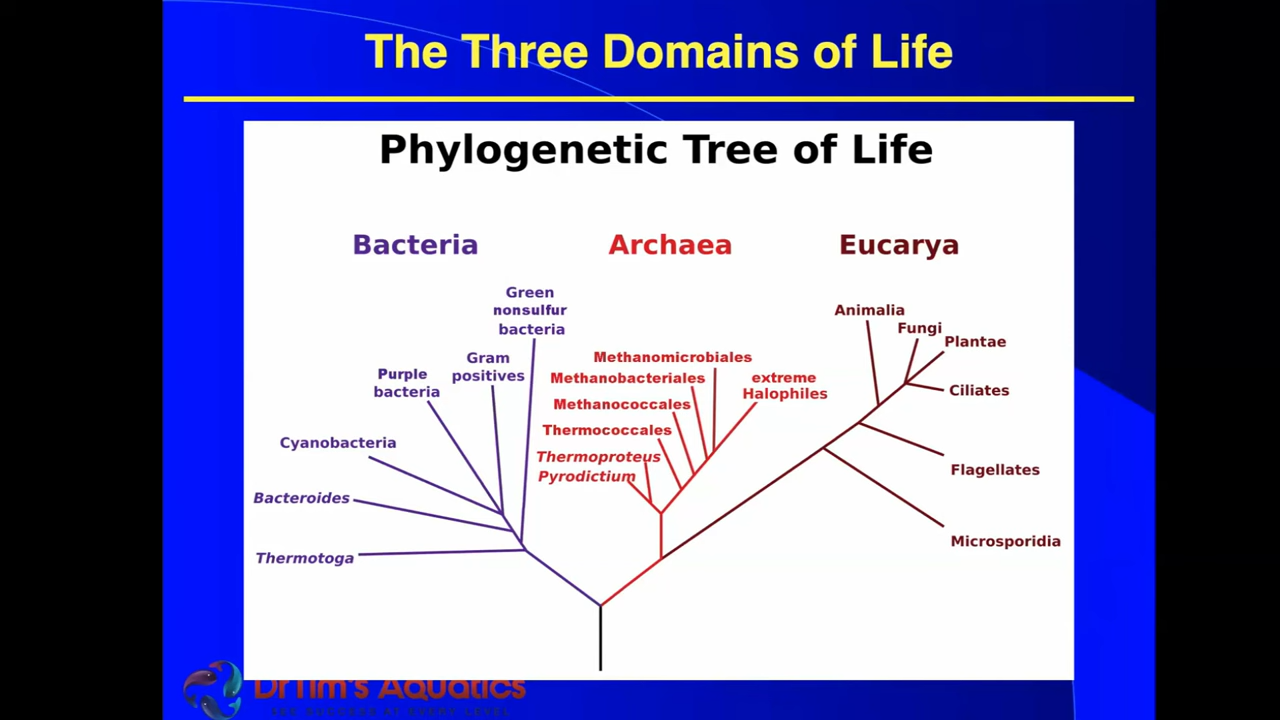 The Three Domains of Life
Phylogenetic Tree of Life
Bacteria
Archaea
Eucarya
Green
nonsulfur
bacteria
Gram
positives
Purple
bacteria
Cyanobacteria
Bacteroides
Thermotoga
Methanomicrobiales
Methanobacteriales
extreme
Halophiles
Methanococcales
Thermococcales
Thermoproteus
Pyrodictium
Animalia
Fungi
Plantae
Ciliates
Flagellates
Microsporidia
DrTim's Aquatics